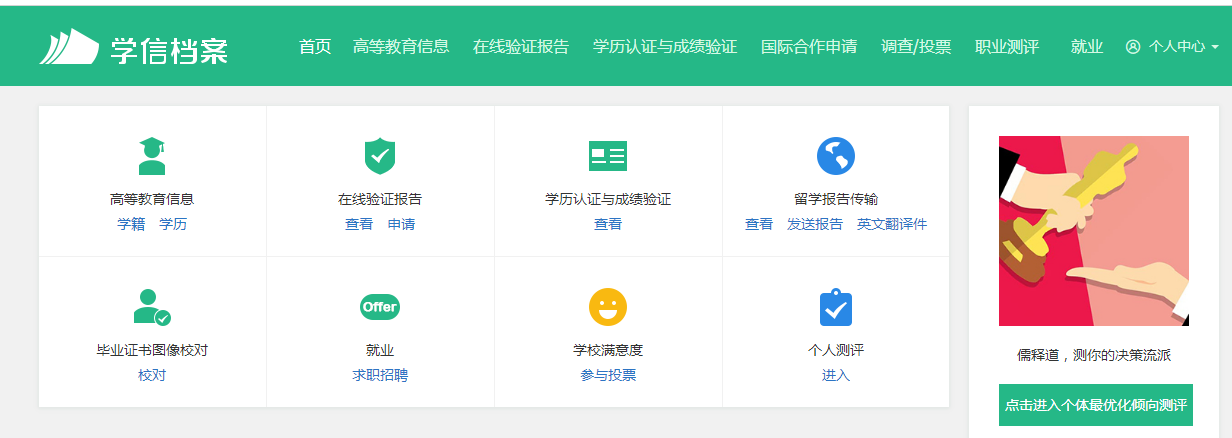 学信档案
首页 高等教育信息 在线验证报告 学历认证与成绩验证 国际合作申请 调查/投票 职业测评 就业 个人中心
高等教育信息
学籍 学历
在线验证报告
查看 申请
学历认证与成绩验证
查看
留学报告传输
查看 发送报告 英文翻译件
毕业证书图像校对
校对
Offer
就业
求职招聘
学校满意度
参与投票
个人测评
进入
儒释道，测你的决策流派
点击进入个体最优化倾向测评